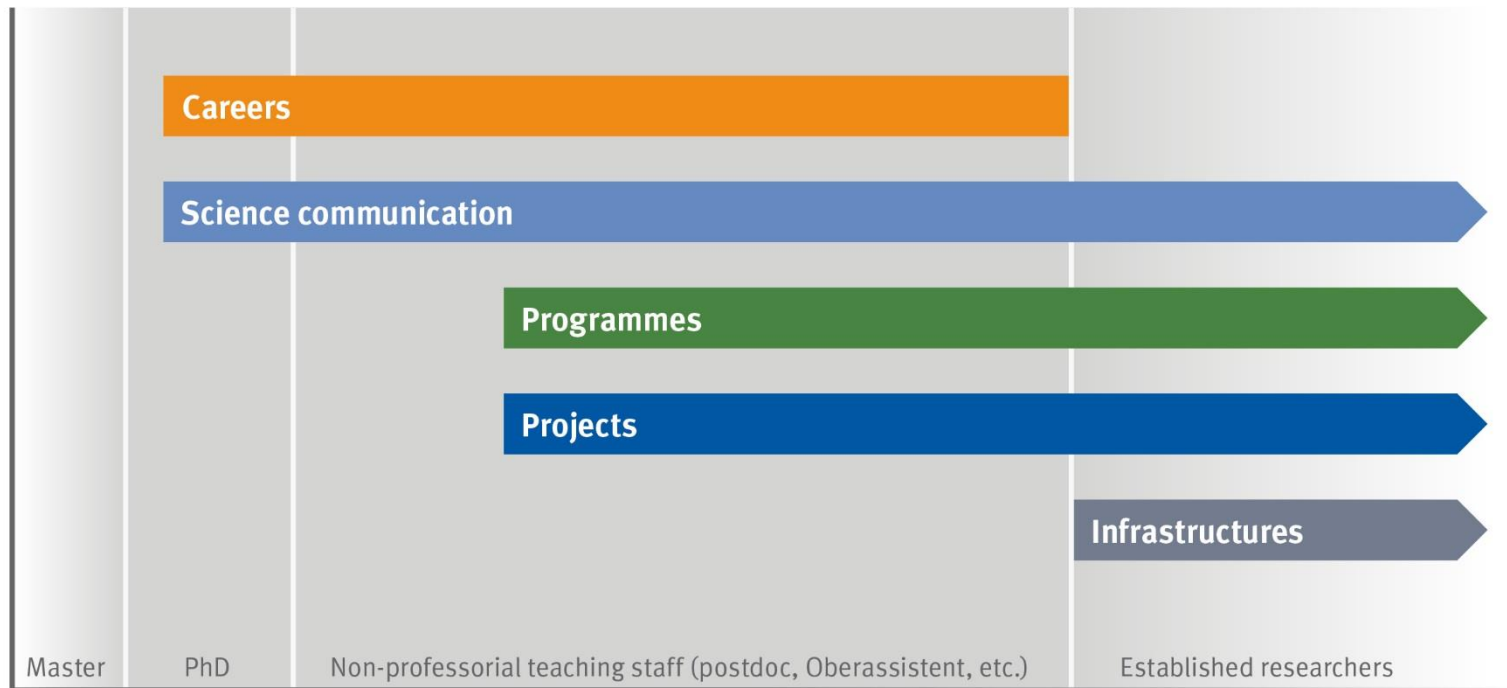 Careers
Science communication
Programmes
Projects
Infrastructures
Master
PhD
Non-professorial teaching staff (postdoc, Oberassistent, etc.)
Established researchers